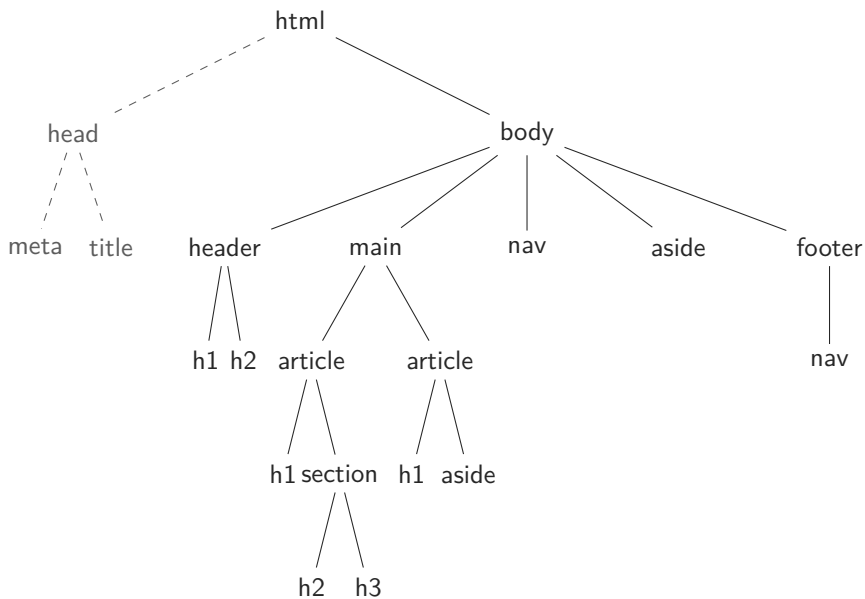 html
head body
meta title header main nav aside footer
h1 h2 article article nav
h1 section h1 aside
h2 h3